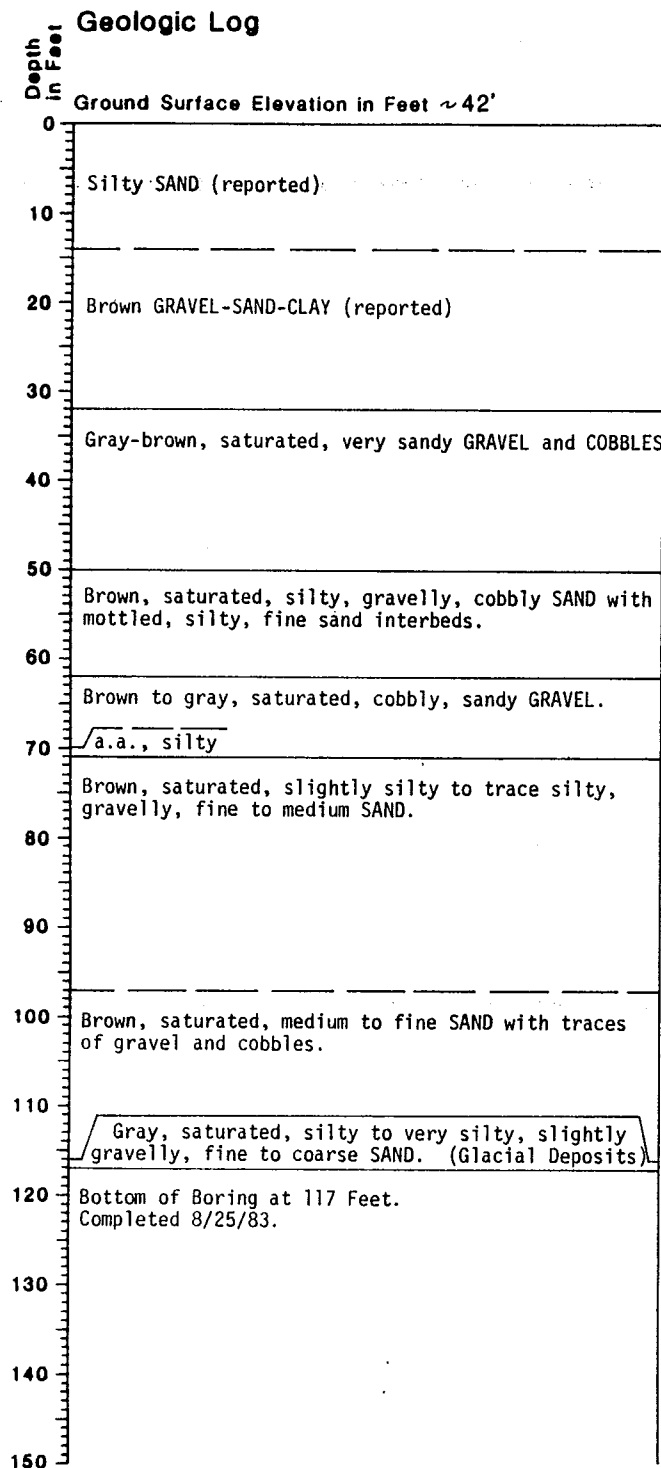 Geologic Log
Depth
in Feet
Ground Surface Elevation in Feet ~42'
0
Silty SAND (reported)
10
20
Brown GRAVEL-SAND-CLAY (reported)
30
Gray-brown, saturated, very sandy GRAVEL and COBBLES
40
50
Brown, saturated, silty, gravelly, cobbly SAND with
mottled, silty, fine sand interbeds.
60
Brown to gray, saturated, cobbly, sandy GRAVEL.
70
a.a., silty
Brown, saturated, slightly silty to trace silty,
gravelly, fine to medium SAND.
80
90
100
Brown, saturated, medium to fine SAND with traces
of gravel and cobbles.
110
Gray, saturated, silty to very silty, slightly
gravelly, fine to coarse SAND. (Glacial Deposits)
120
Bottom of Boring at 117 Feet.
Completed 8/25/83.
130
140
150